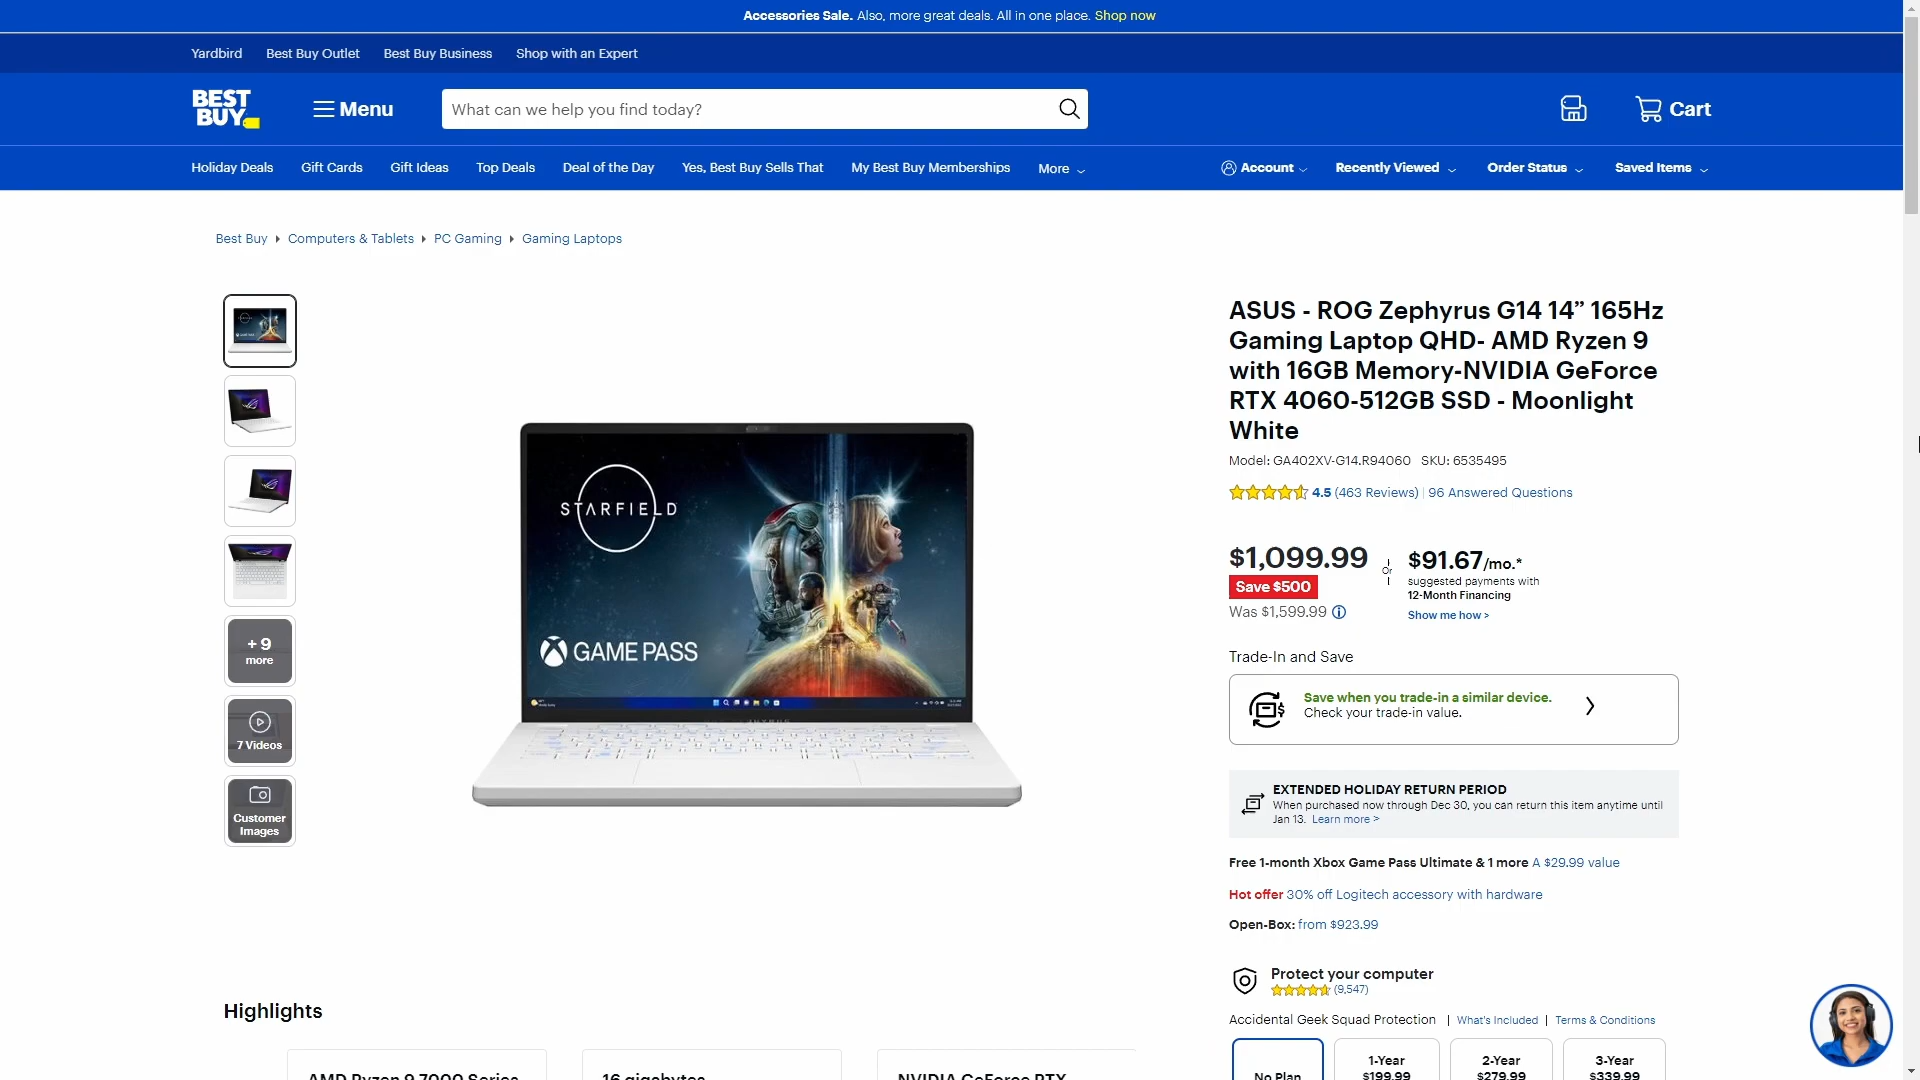 Accessories Sale. Also, more great deals. All in one place. Shop now
Yardbird Best Buy Outlet Best Buy Business Shop with an Expert
BEST BUY
Menu
What can we help you find today?
Cart
Holiday Deals Gift Cards Gift Ideas Top Deals Deal of the Day Yes, Best Buy Sells That My Best Buy Memberships More
Account Recently Viewed Order Status Saved Items
Best Buy Computers & Tablets PC Gaming Gaming Laptops
+ 9
more
7 Videos
Customer
Images
STARFIELD
GAME PASS
ASUS - ROG Zephyrus G14 14” 165Hz
Gaming Laptop QHD- AMD Ryzen 9
with 16GB Memory-NVIDIA GeForce
RTX 4060-512GB SSD - Moonlight
White
Model: GA402XV-G14.R94060 SKU: 6535495
4.5 (463 Reviews) | 96 Answered Questions
$1,099.99
Save $500
Was $1,599.99
Or
$91.67/mo.*
suggested payments with
12-Month Financing
Show me how >
Trade-In and Save
Save when you trade-in a similar device.
Check your trade-in value.
EXTENDED HOLIDAY RETURN PERIOD
When purchased now through Dec 30, you can return this item anytime until
Jan 13. Learn more >
Free 1-month Xbox Game Pass Ultimate & 1 more A $29.99 value
Hot offer 30% off Logitech accessory with hardware
Open-Box: from $923.99
Protect your computer
(9,547)
Accidental Geek Squad Protection | What's Included | Terms & Conditions
No Plan
1-Year
$199.99
2-Year
$279.99
3-Year
$339.99
Highlights
AMD Ryzen 9 7000 Series
16 gigabytes
NVIDIA GeForce RTX